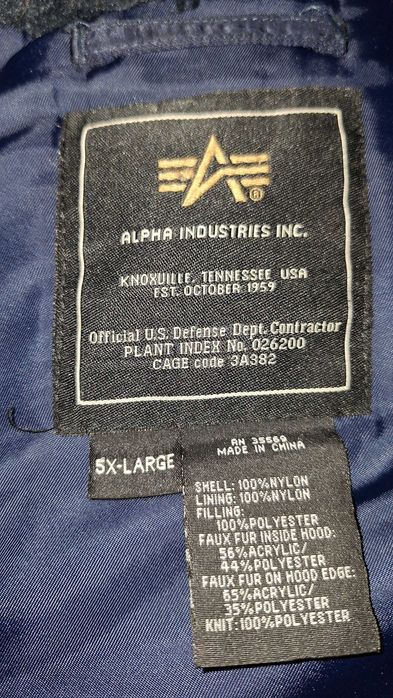 ALPHA INDUSTRIES INC.
KNOXVILLE, TENNESSEE USA
EST. OCTOBER 1959
Official U.S. Defense Dept. Contractor
PLANT INDEX No. 026200
CAGE code 3A382
5X-LARGE
RN 35569
MADE IN CHINA
SHELL: 100%NYLON
LINING: 100%NYLON
FILLING:
100%POLYESTER
FAUX FUR INSIDE HOOD:
56%ACRYLIC/
44%POLYESTER
FAUX FUR ON HOOD EDGE:
65%ACRYLIC/
35%POLYESTER
KNIT: 100%POLYESTER